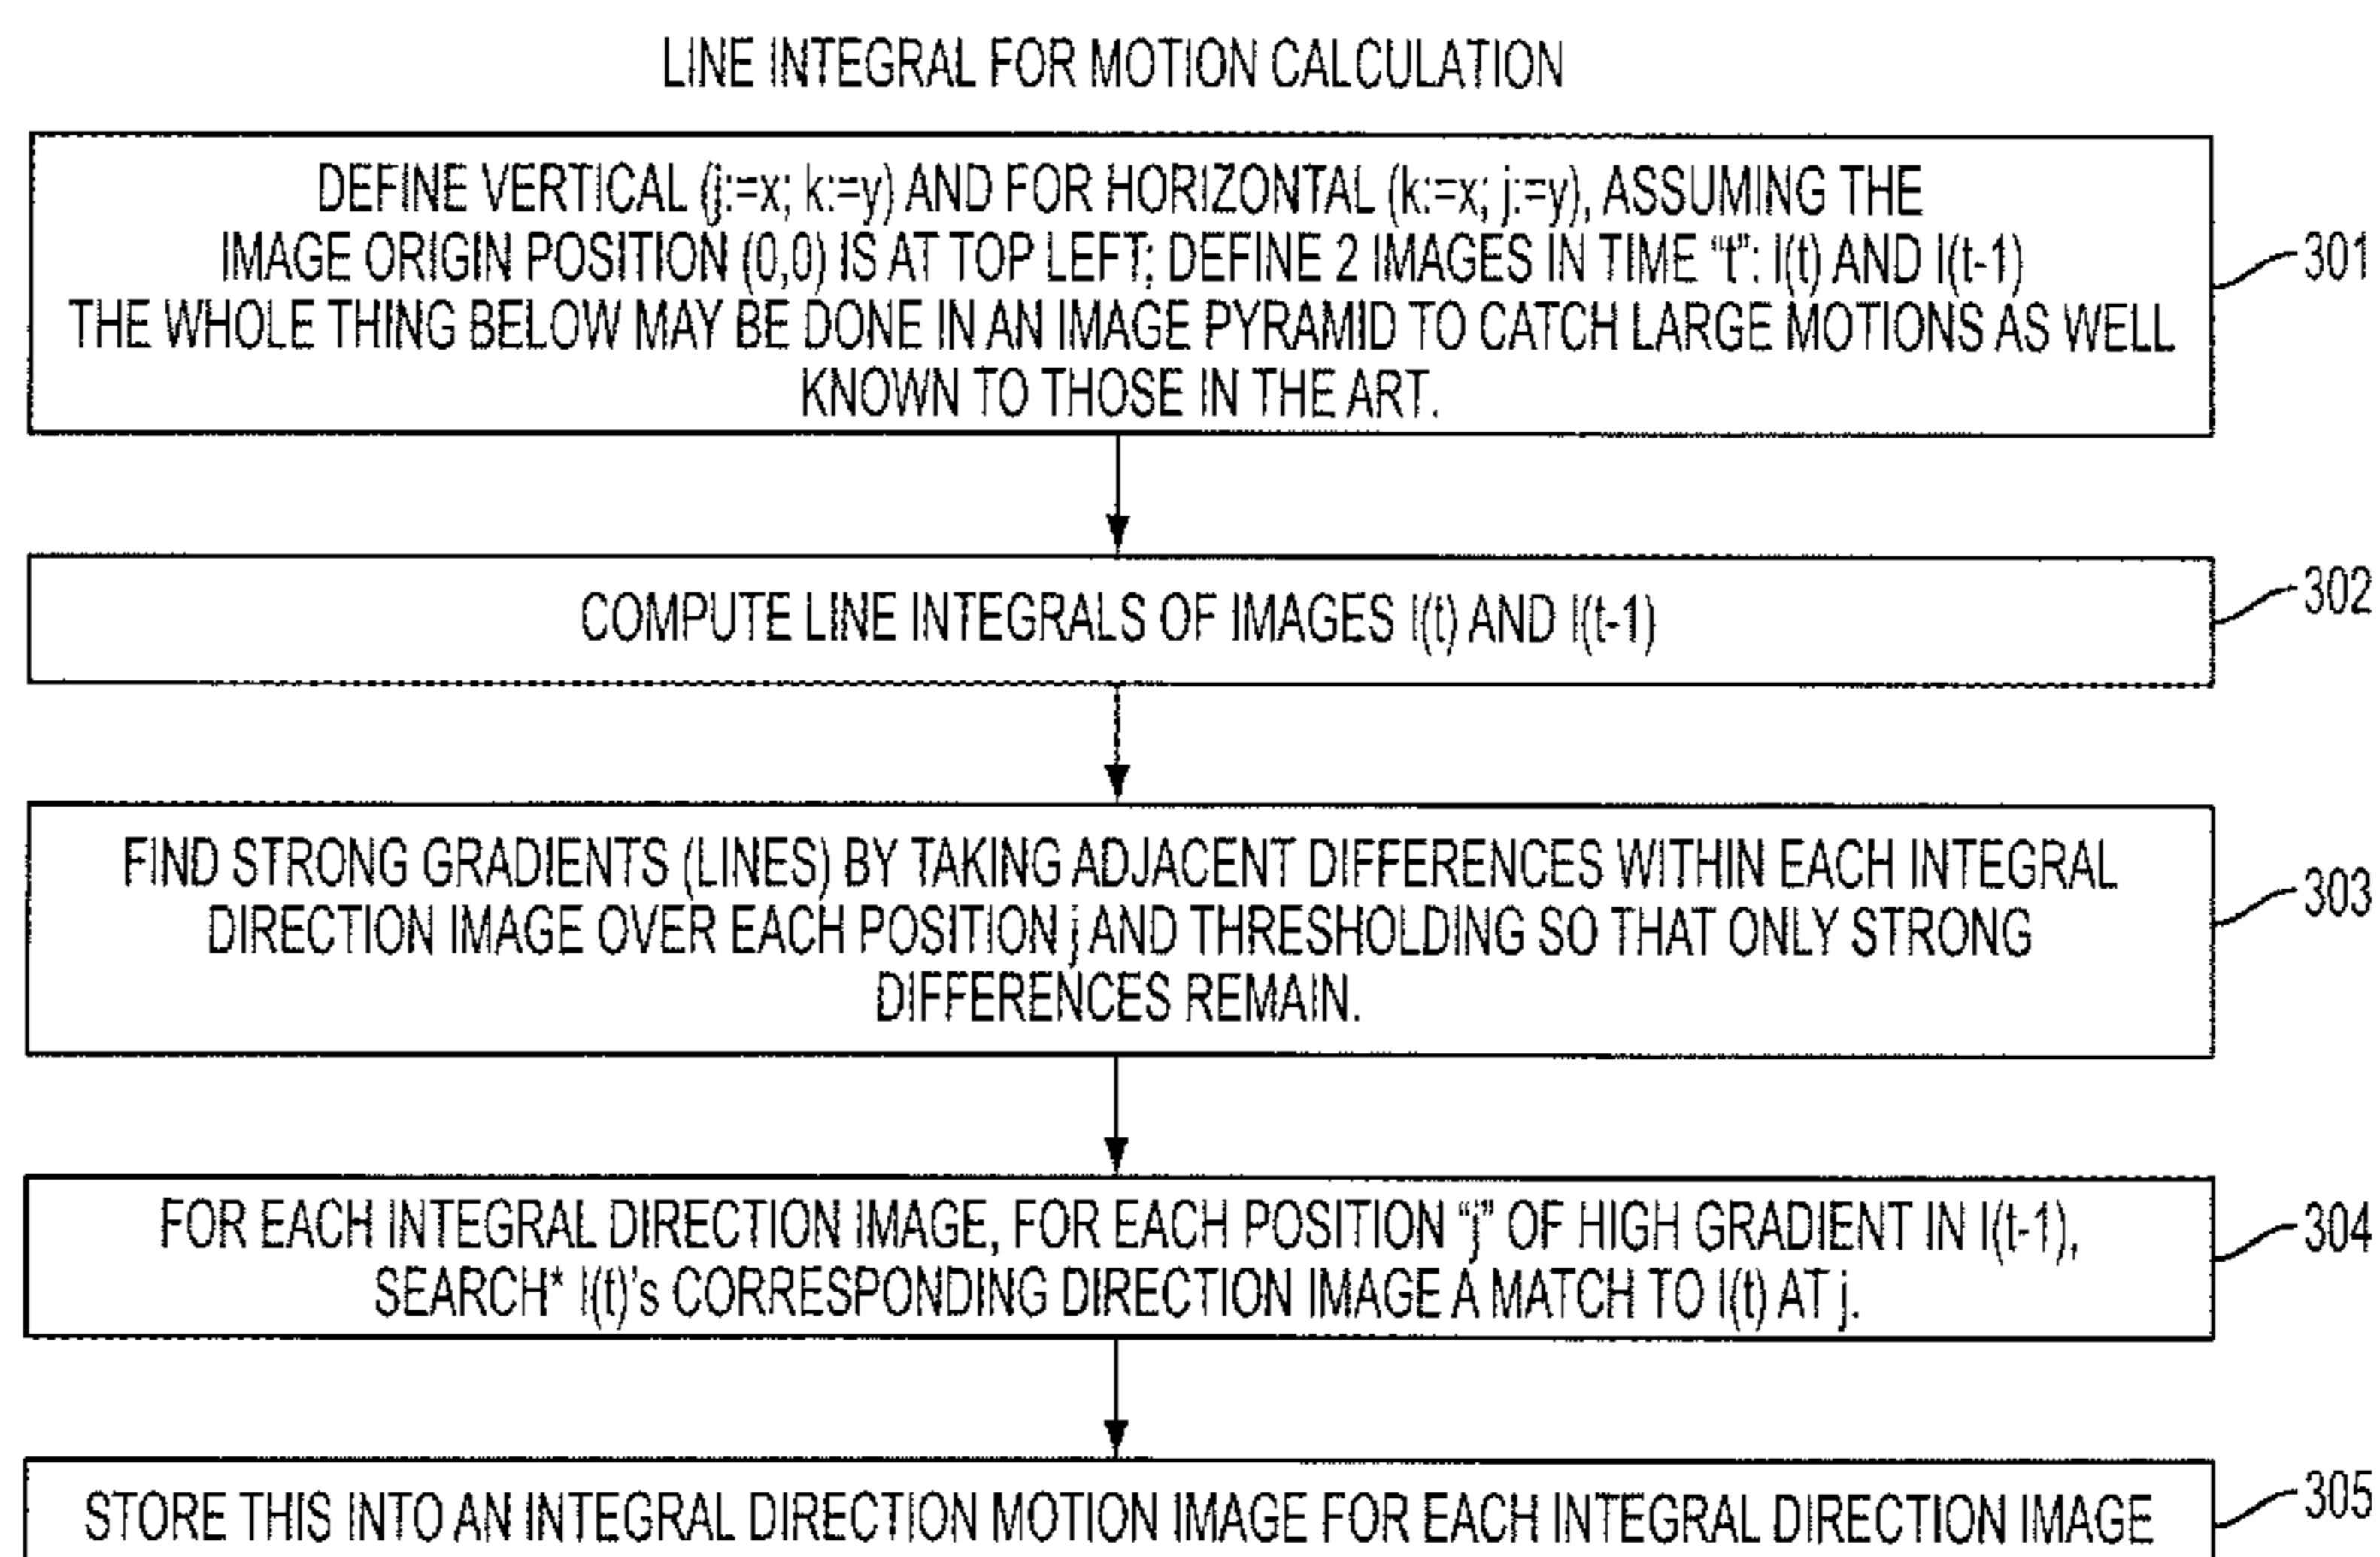 LINE INTEGRAL FOR MOTION CALCULATION
DEFINE VERTICAL (j:=x; k:=y) AND FOR HORIZONTAL (k:=x; j:=y), ASSUMING THE
IMAGE ORIGIN POSITION (0,0) IS AT TOP LEFT; DEFINE 2 IMAGES IN TIME “t”: I(t) AND I(t-1)
THE WHOLE THING BELOW MAY BE DONE IN AN IMAGE PYRAMID TO CATCH LARGE MOTIONS AS WELL
KNOWN TO THOSE IN THE ART.
301
COMPUTE LINE INTEGRALS OF IMAGES I(t) AND I(t-1)
302
FIND STRONG GRADIENTS (LINES) BY TAKING ADJACENT DIFFERENCES WITHIN EACH INTEGRAL
DIRECTION IMAGE OVER EACH POSITION j AND THRESHOLDING SO THAT ONLY STRONG
DIFFERENCES REMAIN.
303
FOR EACH INTEGRAL DIRECTION IMAGE, FOR EACH POSITION “j” OF HIGH GRADIENT IN I(t-1),
SEARCH* I(t)’s CORRESPONDING DIRECTION IMAGE A MATCH TO I(t) AT j.
304
STORE THIS INTO AN INTEGRAL DIRECTION MOTION IMAGE FOR EACH INTEGRAL DIRECTION IMAGE
305